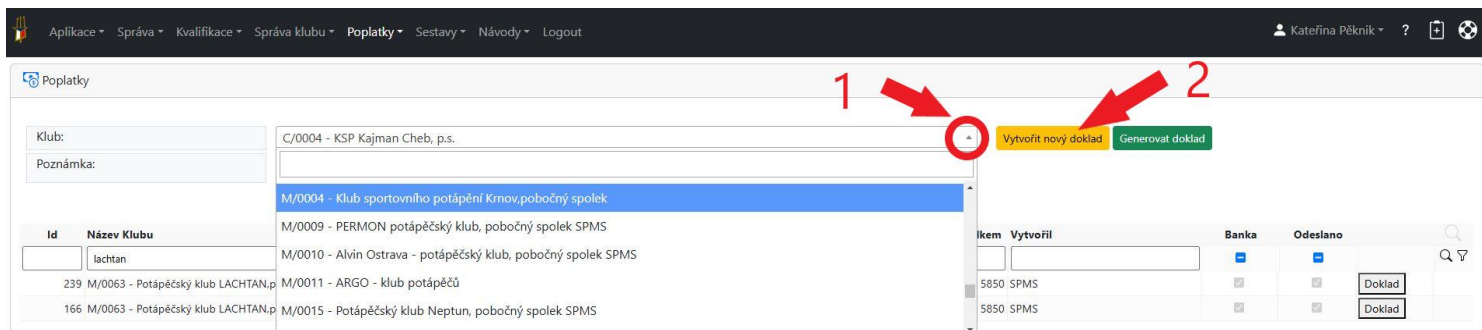 Aplikace Správa Kvalifikace Správa klubu Poplatky Sestavy Návody Logout Kateřina Pěknik ?
Poplatky
1 2
Klub: C/0004 - KSP Kajman Cheb, p.s. Vytvořit nový doklad Generovat doklad
Poznámka:
M/0004 - Klub sportovního potápění Krnov,pobočný spolek
M/0009 - PERMON potápěčský klub, pobočný spolek SPMS
Id Název Klubu lkem Vytvořil Banka Odeslano
lachtan M/0010 - Alvin Ostrava - potápěčský klub, pobočný spolek SPMS
239 M/0063 - Potápěčský klub LACHTAN,p M/0011 - ARGO - klub potápěčů 5850 SPMS Doklad
166 M/0063 - Potápěčský klub LACHTAN,p M/0015 - Potápěčský klub Neptun, pobočný spolek SPMS 5850 SPMS Doklad